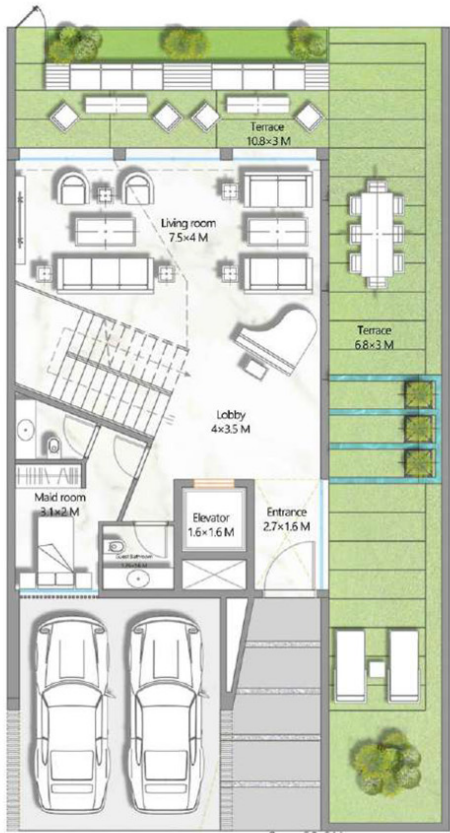 Terrace
10.8×3 M
Living room
7.5×4 M
Terrace
6.8×3 M
Lobby
4×3.5 M
Maid room
3.1×2 M
Elevator
1.6×1.6 M
Entrance
2.7×1.6 M